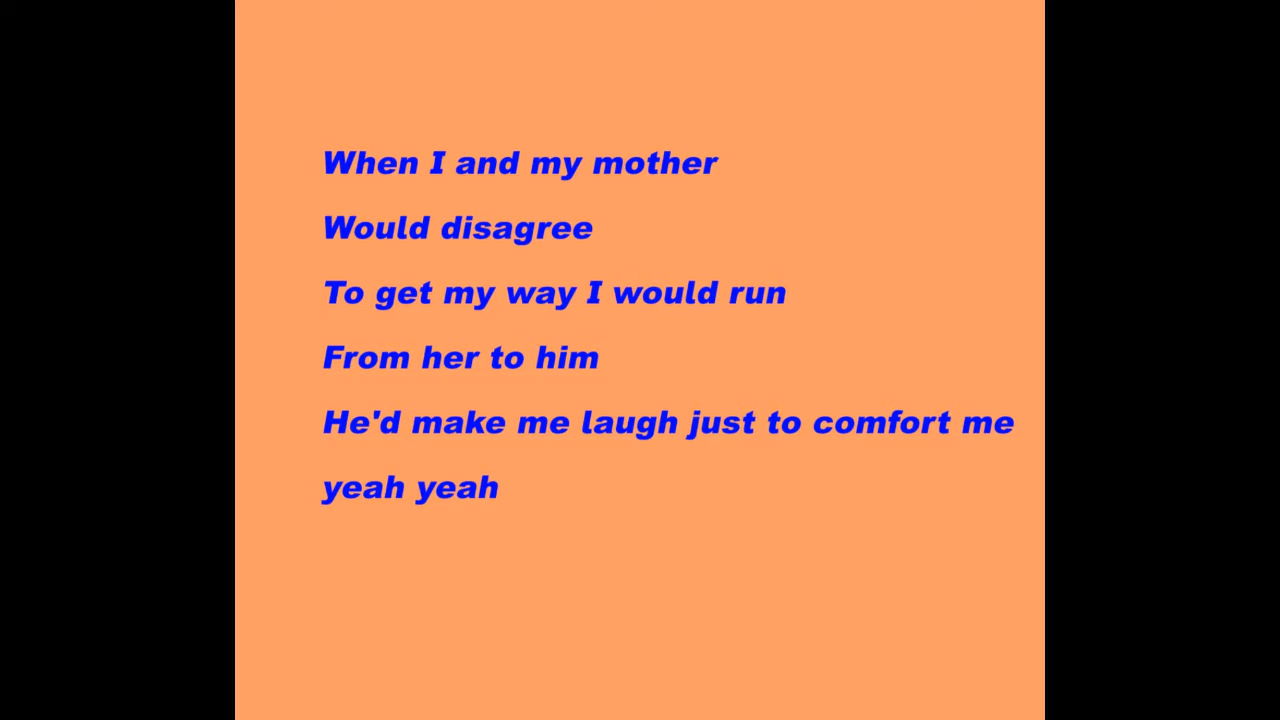 When I and my mother
Would disagree
To get my way I would run
From her to him
He'd make me laugh just to comfort me
yeah yeah